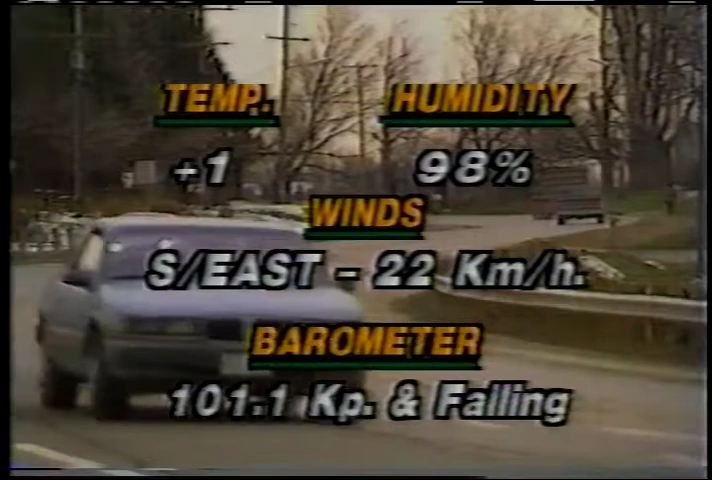 TEMP. HUMIDITY
+1 98%
WINDS
S/EAST - 22 Km/h.
BAROMETER
101.1 Kp. & Falling